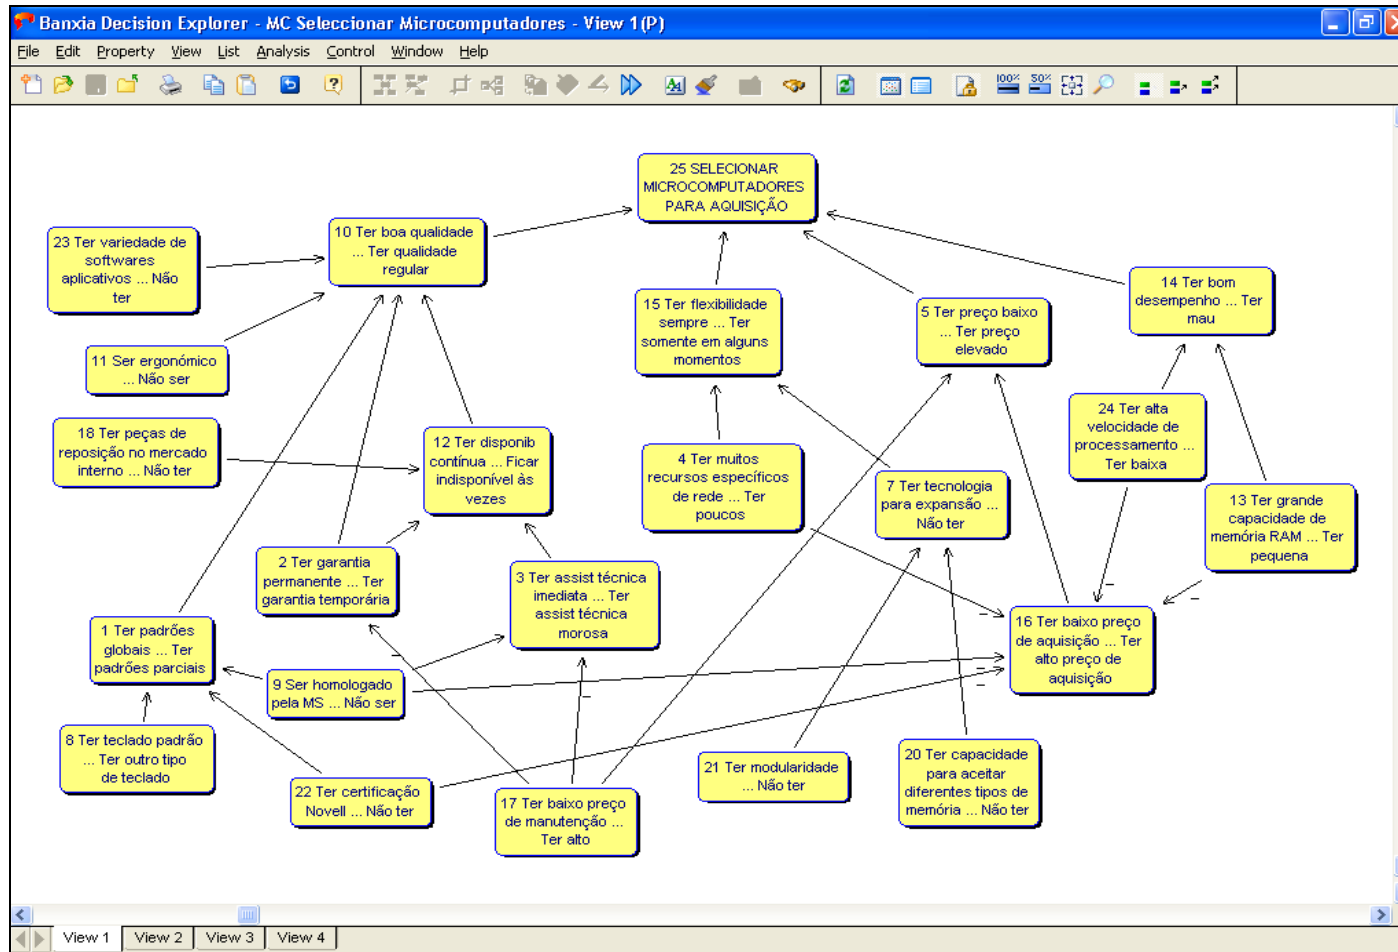 Banxia Decision Explorer - MC Seleccionar Microcomputadores - View 1(P)
File Edit Property View List Analysis Control Window Help
100% 50%
25 SELECIONAR
MICROCOMPUTADORES
PARA AQUISIÇÃO
10 Ter boa qualidade
... Ter qualidade
regular
23 Ter variedade de
softwares
aplicativos ... Não
ter
14 Ter bom
desempenho ... Ter
mau
15 Ter flexibilidade
sempre ... Ter
somente em alguns
momentos
5 Ter preço baixo
... Ter preço
elevado
11 Ser ergonómico
... Não ser
24 Ter alta
velocidade de
processamento ...
Ter baixa
18 Ter peças de
reposição no mercado
interno ... Não ter
12 Ter disponib
contínua ... Ficar
indisponível às
vezes
4 Ter muitos
recursos específicos
de rede ... Ter
poucos
7 Ter tecnologia
para expansão ...
Não ter
13 Ter grande
capacidade de
memória RAM ... Ter
pequena
2 Ter garantia
permanente ... Ter
garantia temporária
3 Ter assist técnica
imediata ... Ter
assist técnica
morosa
16 Ter baixo preço
de aquisição ... Ter
alto preço de
aquisição
1 Ter padrões
globais ... Ter
padrões parciais
9 Ser homologado
pela MS ... Não ser
8 Ter teclado padrão
... Ter outro tipo
de teclado
22 Ter certificação
Novell ... Não ter
17 Ter baixo preço
de manutenção ...
Ter alto
21 Ter modularidade
... Não ter
20 Ter capacidade
para aceitar
diferentes tipos de
memória ... Não ter
View 1 View 2 View 3 View 4